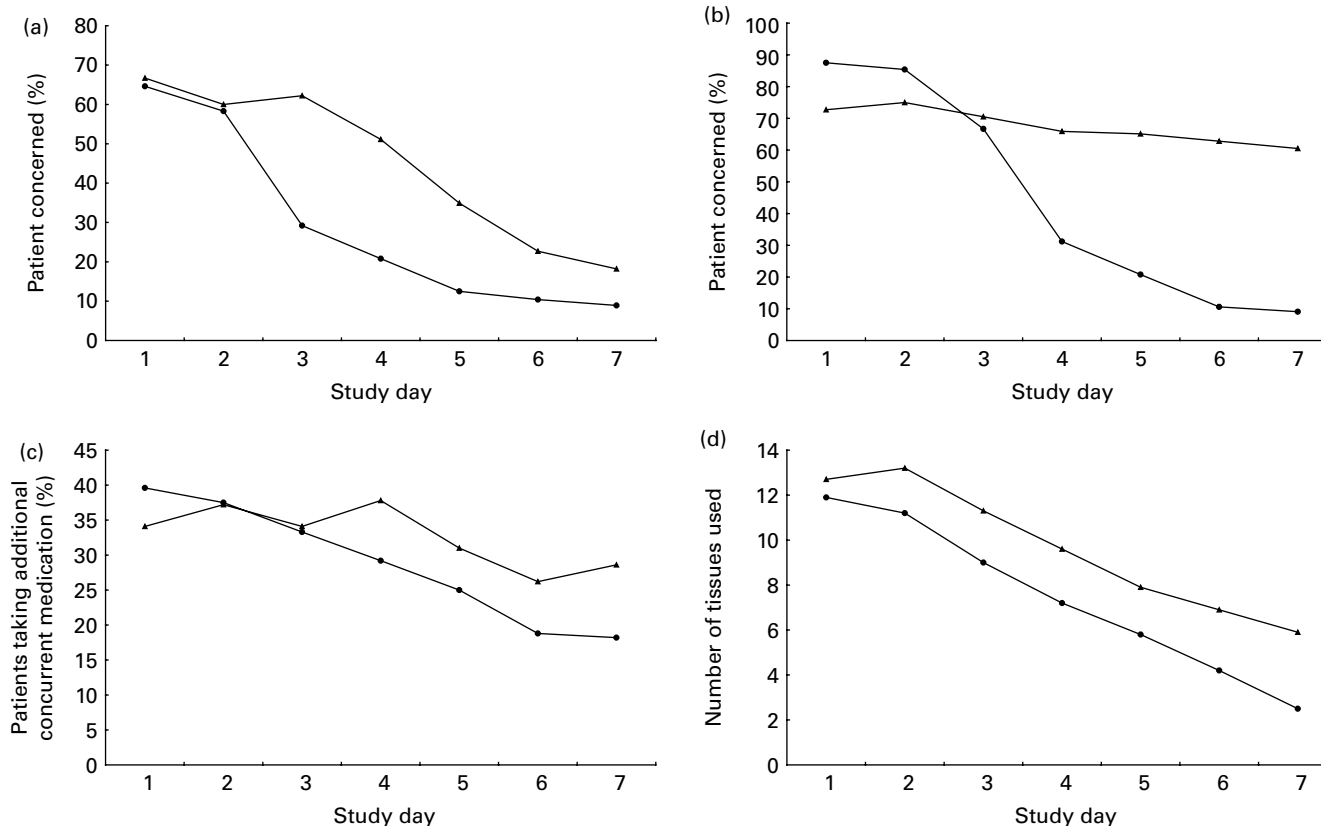 (a)
Patient concerned (%)
80
70
60
50
40
30
20
10
0
1 2 3 4 5 6 7
Study day
(b)
Patient concerned (%)
100
90
80
70
60
50
40
30
20
10
0
1 2 3 4 5 6 7
Study day
(c)
Patients taking additional
concurrent medication (%)
45
40
35
30
25
20
15
10
5
0
1 2 3 4 5 6 7
Study day
(d)
Number of tissues used
14
12
10
8
6
4
2
0
1 2 3 4 5 6 7
Study day